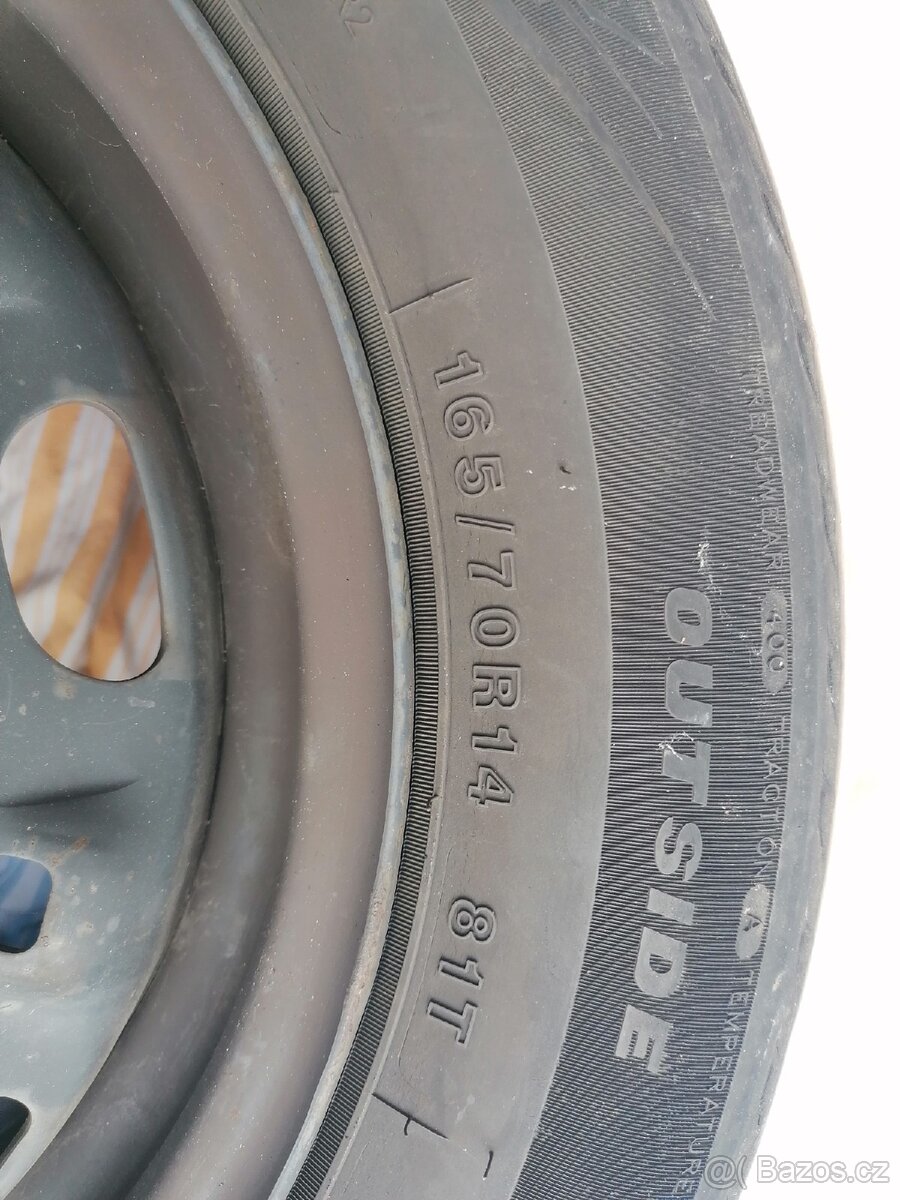 165/70R14 81T
OUTSIDE
TREADWEAR 400 TRACTION A TEMPERATURE
@( Bazos.cz